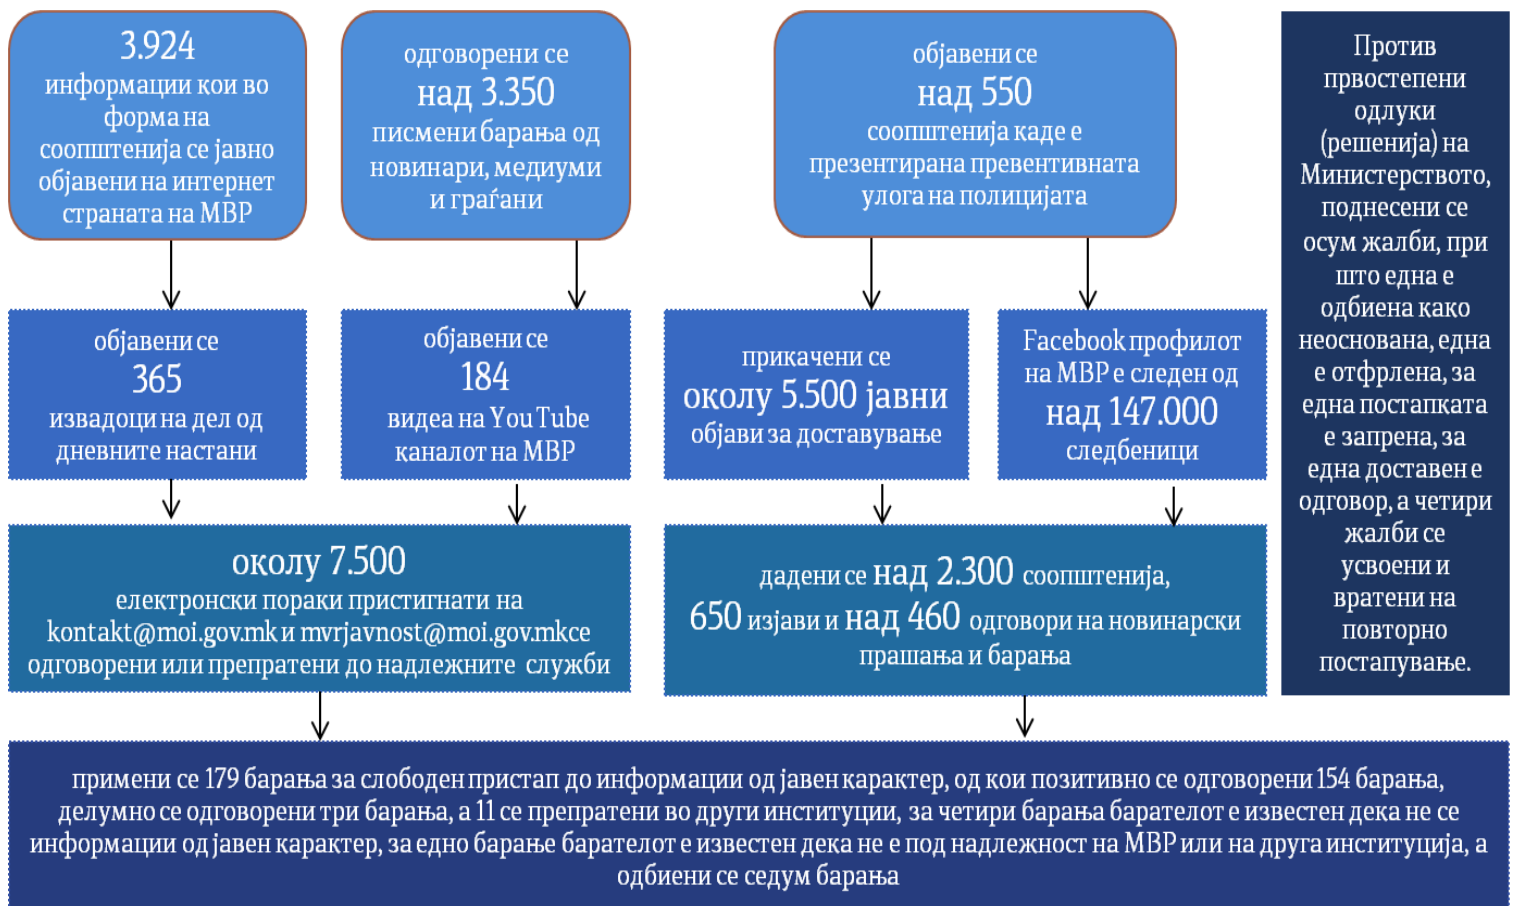 3.924
информации кои во
форма на
соопштенија се јавно
објавени на интернет
страната на МВР
одговорени се
над 3.350
писмени барања од
новинари, медиуми
и граѓани
објавени се
над 550
соопштенија каде е
презентирана превентивната
улога на полицијата
објавени се
365
извадоци на дел од
дневните настани
објавени се
184
видеа на YouTube
каналот на МВР
прикачени се
околу 5.500 јавни
објави за доставување
Facebook профилот
на МВР е следен од
над 147.000
следбеници
околу 7.500
електронски пораки пристигнати на
kontakt@moi.gov.mk и mvrjavnost@moi.gov.mkсе
одговорени или препратени до надлежните служби
дадени се над 2.300 соопштенија,
650 изјави и над 460 одговори на новинарски
прашања и барања
Против
првостепени
одлуки
(решенија) на
Министерството,
поднесени се
осум жалби, при
што една е
одбиена како
неоснована, една
е отфрлена, за
една постапката
е запрена, за
една доставен е
одговор, а четири
жалби се
усвоени и
вратени на
повторно
постапување.
примени се 179 барања за слободен пристап до информации од јавен карактер, од кои позитивно се одговорени 154 барања,
делумно се одговорени три барања, а 11 се препратени во други институции, за четири барања барателот е известен дека не се
информации од јавен карактер, за едно барање барателот е известен дека не е под надлежност на МВР или на друга институција, а
одбиени се седум барања